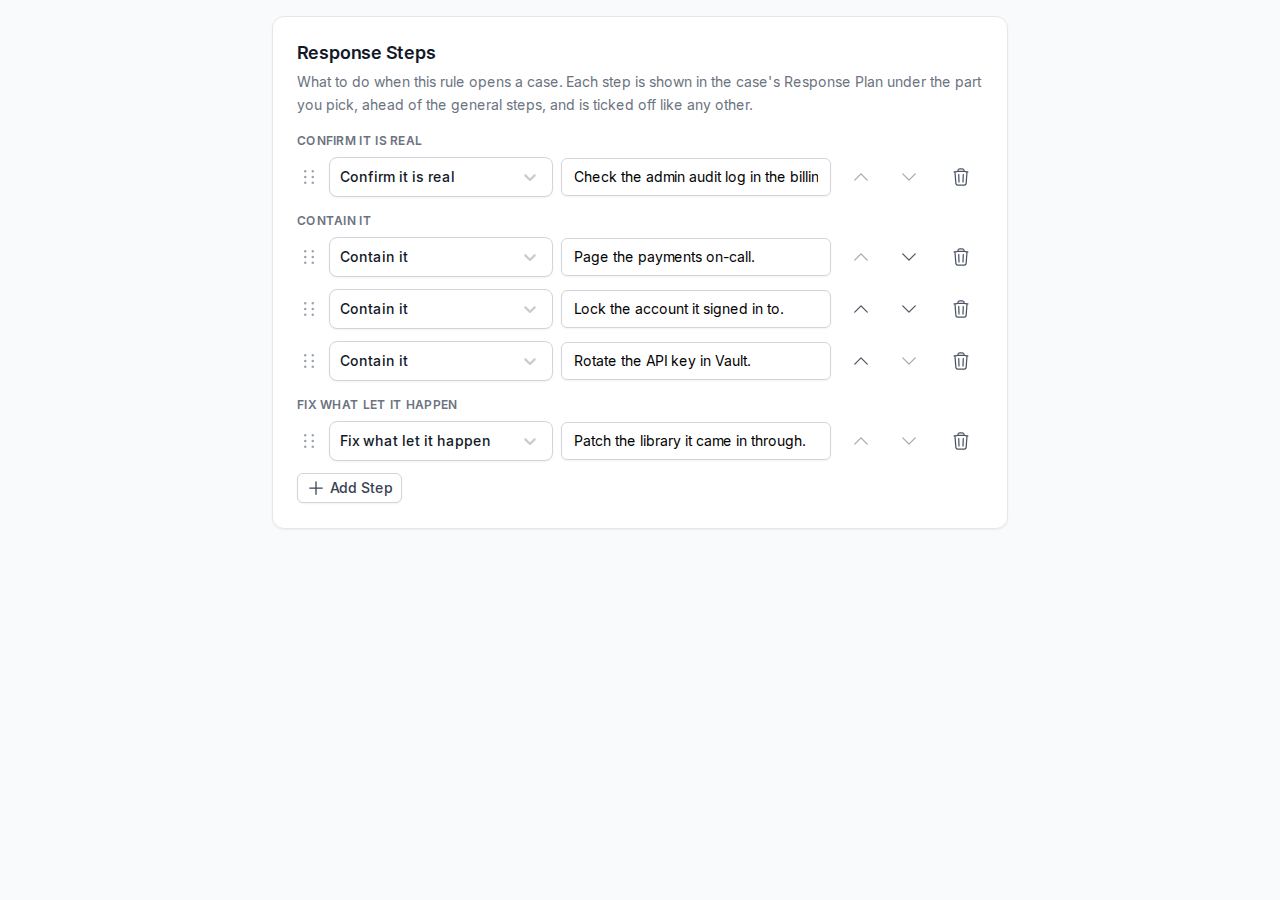 Response Steps
What to do when this rule opens a case. Each step is shown in the case's Response Plan under the part
you pick, ahead of the general steps, and is ticked off like any other.
CONFIRM IT IS REAL
Confirm it is real
Check the admin audit log in the billin
CONTAIN IT
Contain it
Page the payments on-call.
Contain it
Lock the account it signed in to.
Contain it
Rotate the API key in Vault.
FIX WHAT LET IT HAPPEN
Fix what let it happen
Patch the library it came in through.
Add Step